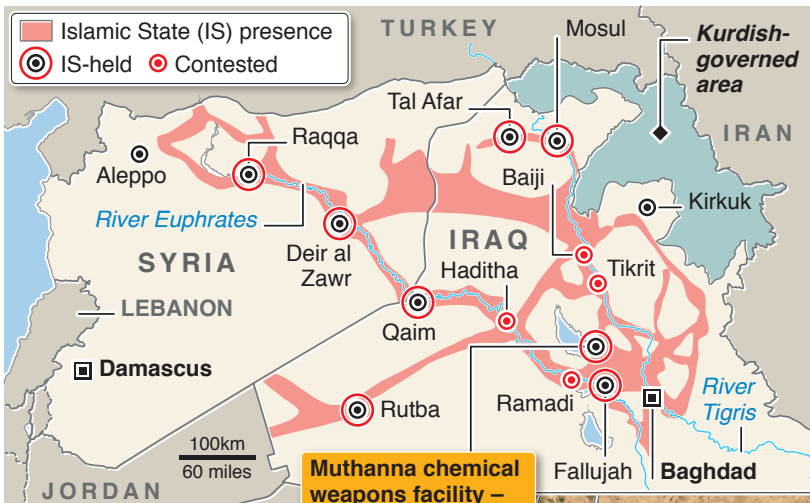 Islamic State (IS) presence
IS-held
Contested
TURKEY
Mosul
Kurdish-
governed
area
Tal Afar
IRAN
Raqqa
Aleppo
Baiji
Kirkuk
River Euphrates
IRAQ
Deir al
Zawr
SYRIA
Haditha
Tikrit
LEBANON
Qaim
Damascus
Rutba
Ramadi
River
Tigris
100km
60 miles
Muthanna chemical
weapons facility –
Fallujah
Baghdad
JORDAN